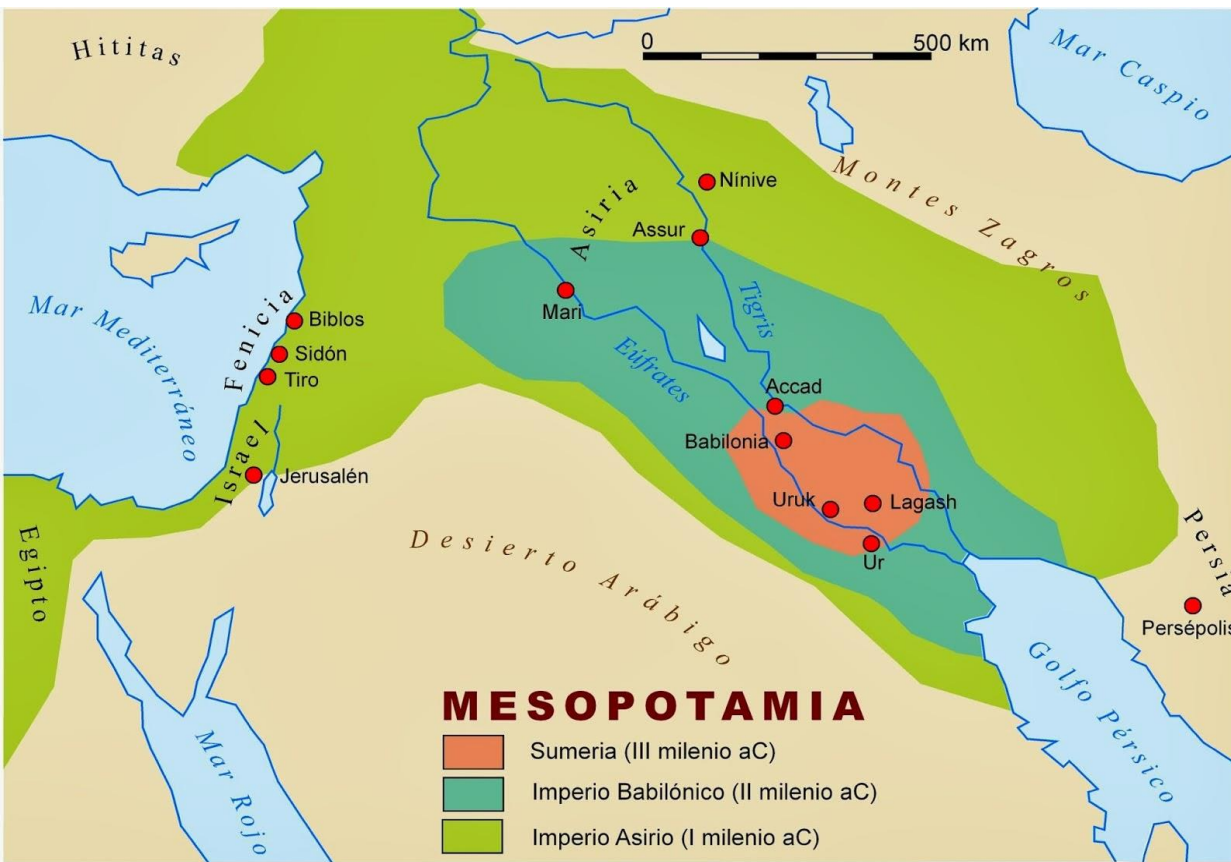 Hititas
0 500 km
Mar Caspio
Montes Zagros
Nínive
Asiria
Assur
Mari
Tigris
Eúfrates
Mar Mediterráneo
Fenicia
Biblos
Sidón
Tiro
Israel
Jerusalén
Accad
Babilonia
Uruk
Lagash
Ur
Egipto
Desierto Arábigo
Persia
Persépolis
Golfo Pérsico
Mar Rojo
MESOPOTAMIA
Sumeria (III milenio aC)
Imperio Babilónico (II milenio aC)
Imperio Asirio (I milenio aC)